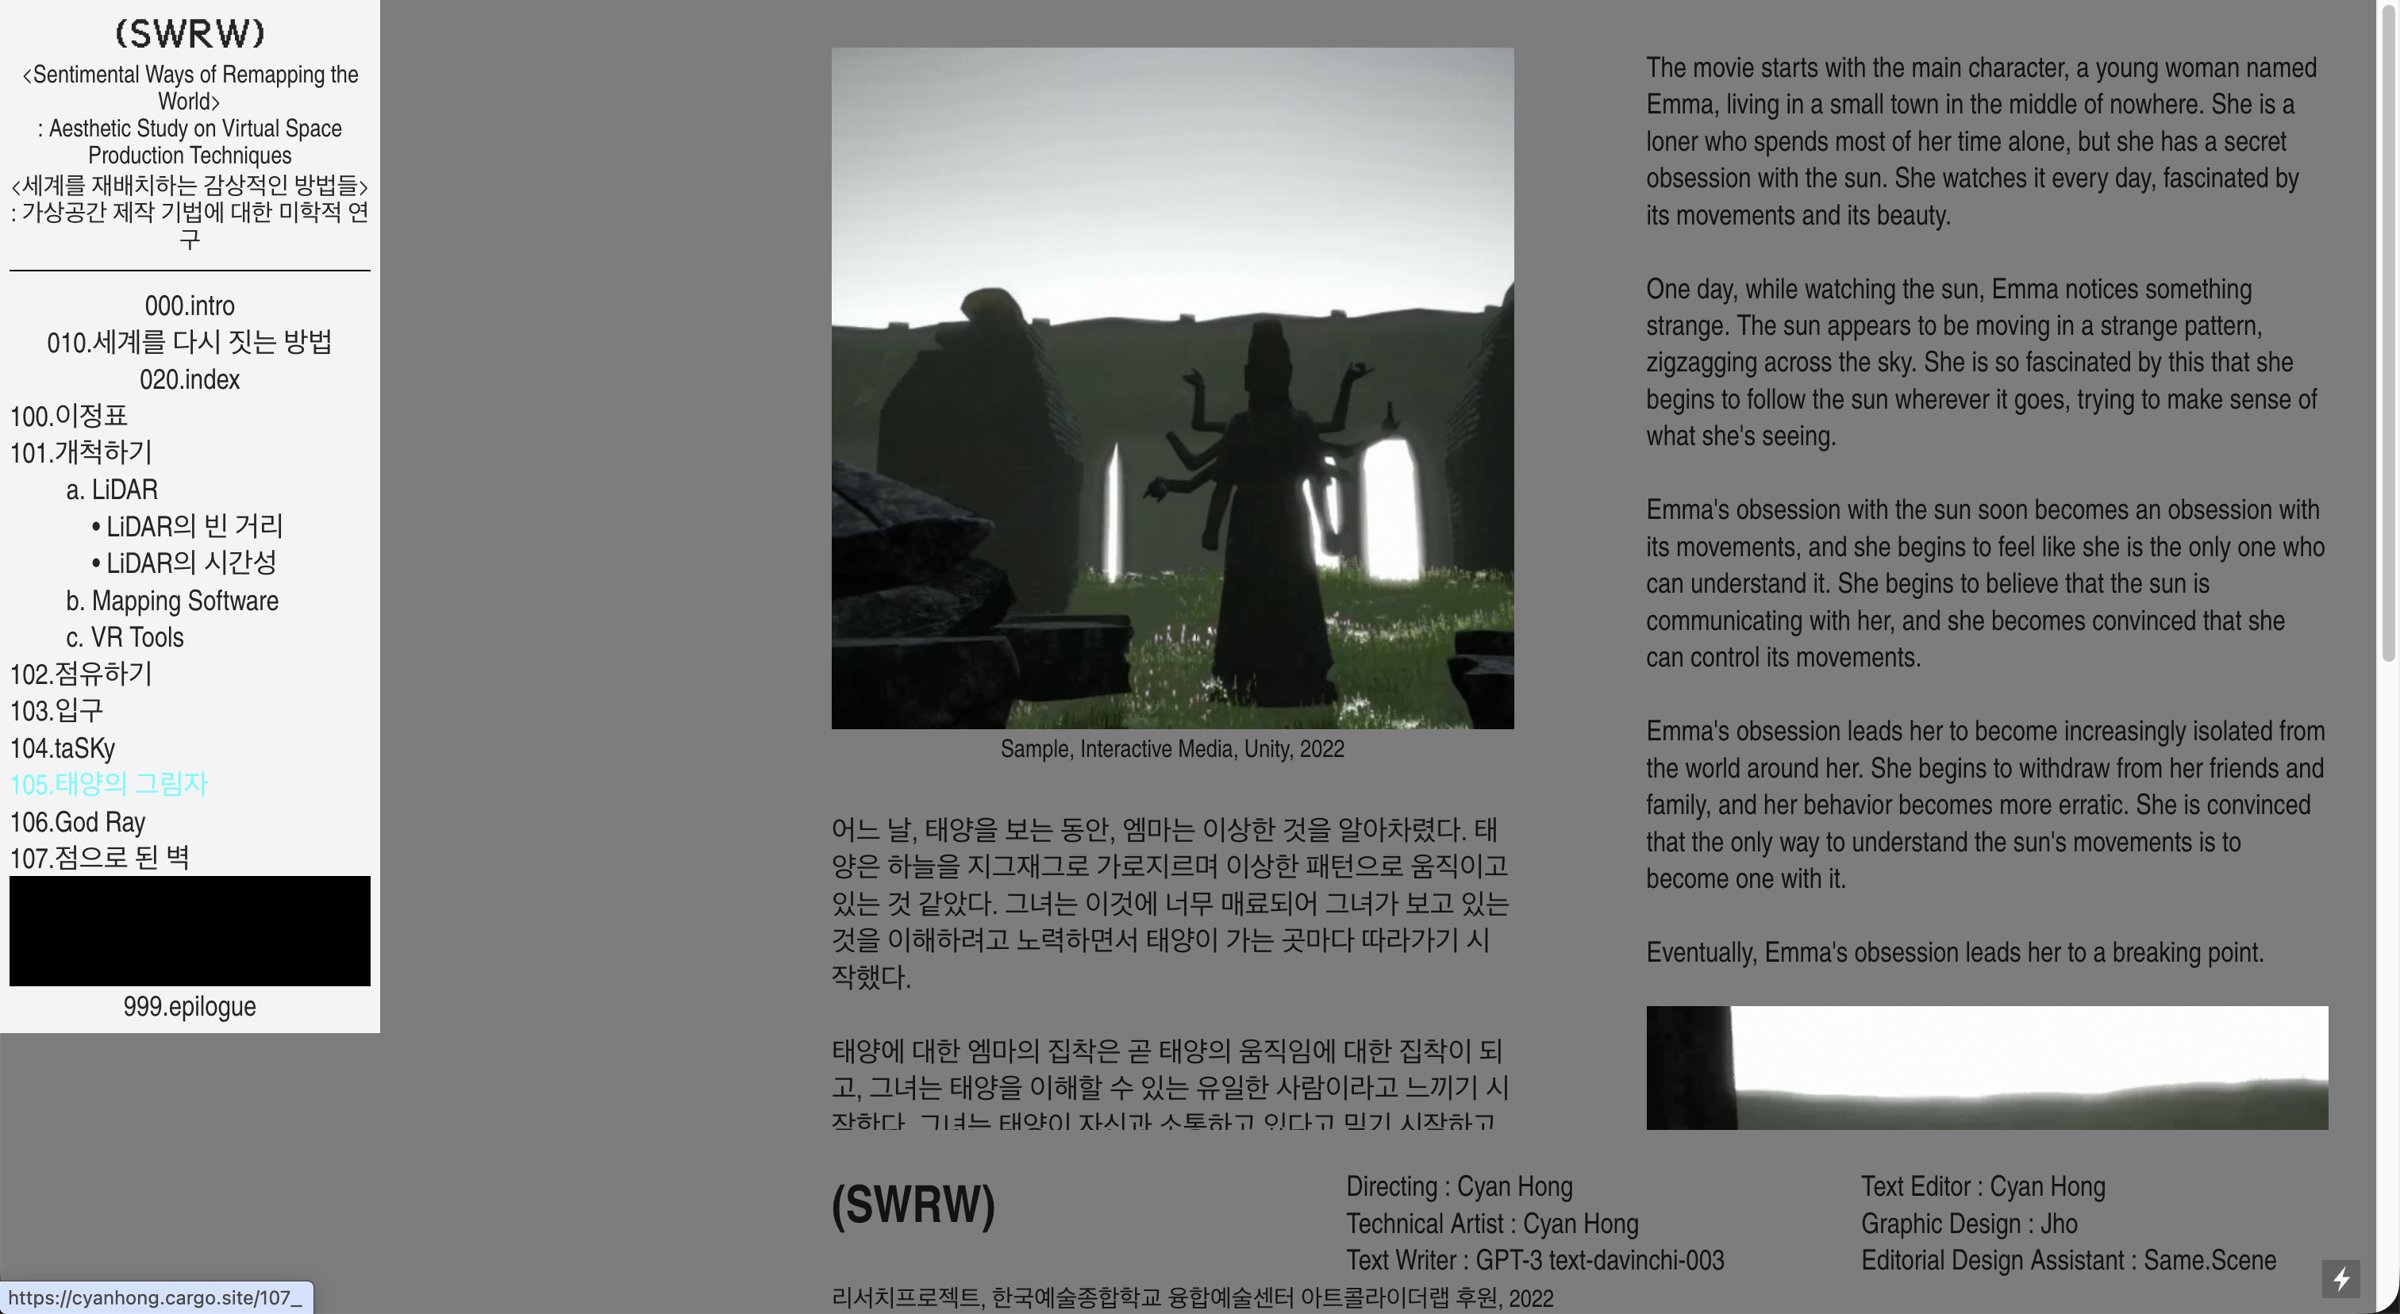 (SWRW)
<Sentimental Ways of Remapping the
World>
: Aesthetic Study on Virtual Space
Production Techniques
<세계를 재배치하는 감상적인 방법들>
: 가상공간 제작 기법에 대한 미학적 연
구
000.intro
010.세계를 다시 짓는 방법
020.index
100.이정표
101.개척하기
a. LiDAR
• LiDAR의 빈 거리
• LiDAR의 시간성
b. Mapping Software
c. VR Tools
102.점유하기
103.입구
104.taSKy
105.태양의 그림자
106.God Ray
107.점으로 된 벽
999.epilogue
Sample, Interactive Media, Unity, 2022
어느 날, 태양을 보는 동안, 엠마는 이상한 것을 알아차렸다. 태
양은 하늘을 지그재그로 가로지르며 이상한 패턴으로 움직이고
있는 것 같았다. 그녀는 이것에 너무 매료되어 그녀가 보고 있는
것을 이해하려고 노력하면서 태양이 가는 곳마다 따라가기 시
작했다.
태양에 대한 엠마의 집착은 곧 태양의 움직임에 대한 집착이 되
고, 그녀는 태양을 이해할 수 있는 유일한 사람이라고 느끼기 시
작한다. 그녀는 태양이 자신과 소통하고 있다고 믿기 시작하고
The movie starts with the main character, a young woman named
Emma, living in a small town in the middle of nowhere. She is a
loner who spends most of her time alone, but she has a secret
obsession with the sun. She watches it every day, fascinated by
its movements and its beauty.
One day, while watching the sun, Emma notices something
strange. The sun appears to be moving in a strange pattern,
zigzagging across the sky. She is so fascinated by this that she
begins to follow the sun wherever it goes, trying to make sense of
what she's seeing.
Emma's obsession with the sun soon becomes an obsession with
its movements, and she begins to feel like she is the only one who
can understand it. She begins to believe that the sun is
communicating with her, and she becomes convinced that she
can control its movements.
Emma's obsession leads her to become increasingly isolated from
the world around her. She begins to withdraw from her friends and
family, and her behavior becomes more erratic. She is convinced
that the only way to understand the sun's movements is to
become one with it.
Eventually, Emma's obsession leads her to a breaking point.
(SWRW)
Directing : Cyan Hong
Technical Artist : Cyan Hong
Text Writer : GPT-3 text-davinchi-003
Text Editor : Cyan Hong
Graphic Design : Jho
Editorial Design Assistant : Same.Scene
리서치프로젝트, 한국예술종합학교 융합예술센터 아트콜라이더랩 후원, 2022
https://cyanhong.cargo.site/107_